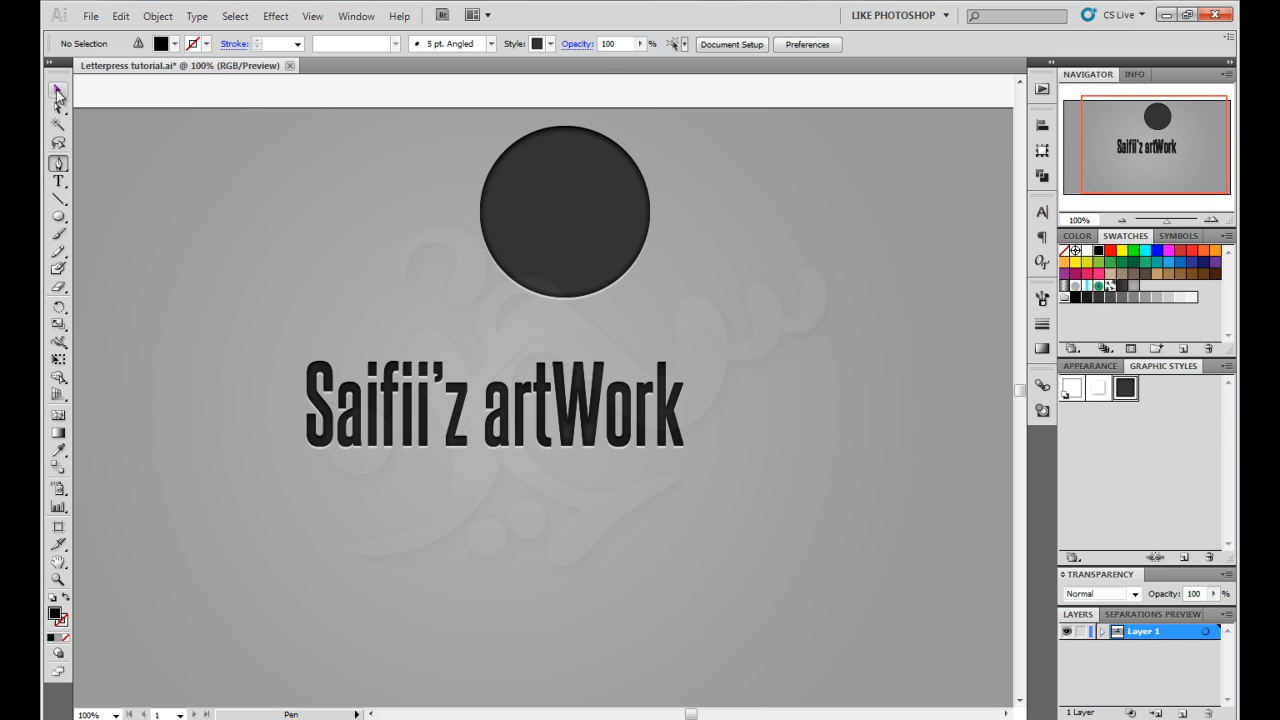 Ai File Edit Object Type Select Effect View Window Help Br LIKE PHOTOSHOP CS Live
No Selection Stroke: 5 pt. Angled Style: Opacity: 100 % Document Setup Preferences
Letterpress tutorial.ai* @ 100% (RGB/Preview)
NAVIGATOR INFO
Saifii'z artWork
100%
COLOR SWATCHES SYMBOLS
APPEARANCE GRAPHIC STYLES
Saifii'z artWork
TRANSPARENCY
Normal Opacity: 100 %
LAYERS SEPARATIONS PREVIEW
Layer 1
1 Layer
100% 1 Pen